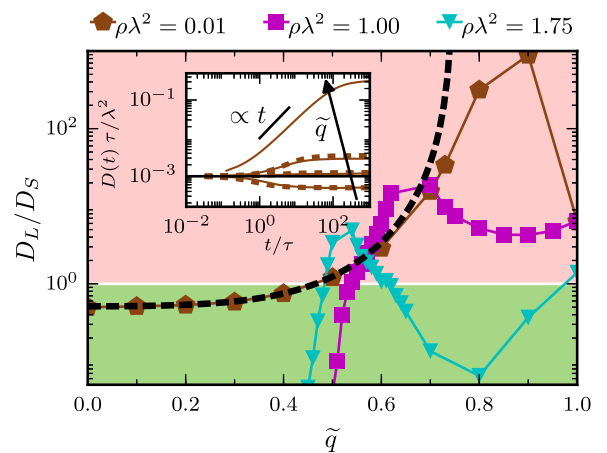 ρλ² = 0.01 ρλ² = 1.00 ρλ² = 1.75
D_L/D_S
10²
10⁰
D(t) τ/λ²
10⁻¹
10⁻³
∝ t
q̃
10⁻² 10⁰ 10²
t/τ
0.0 0.2 0.4 0.6 0.8 1.0
q̃